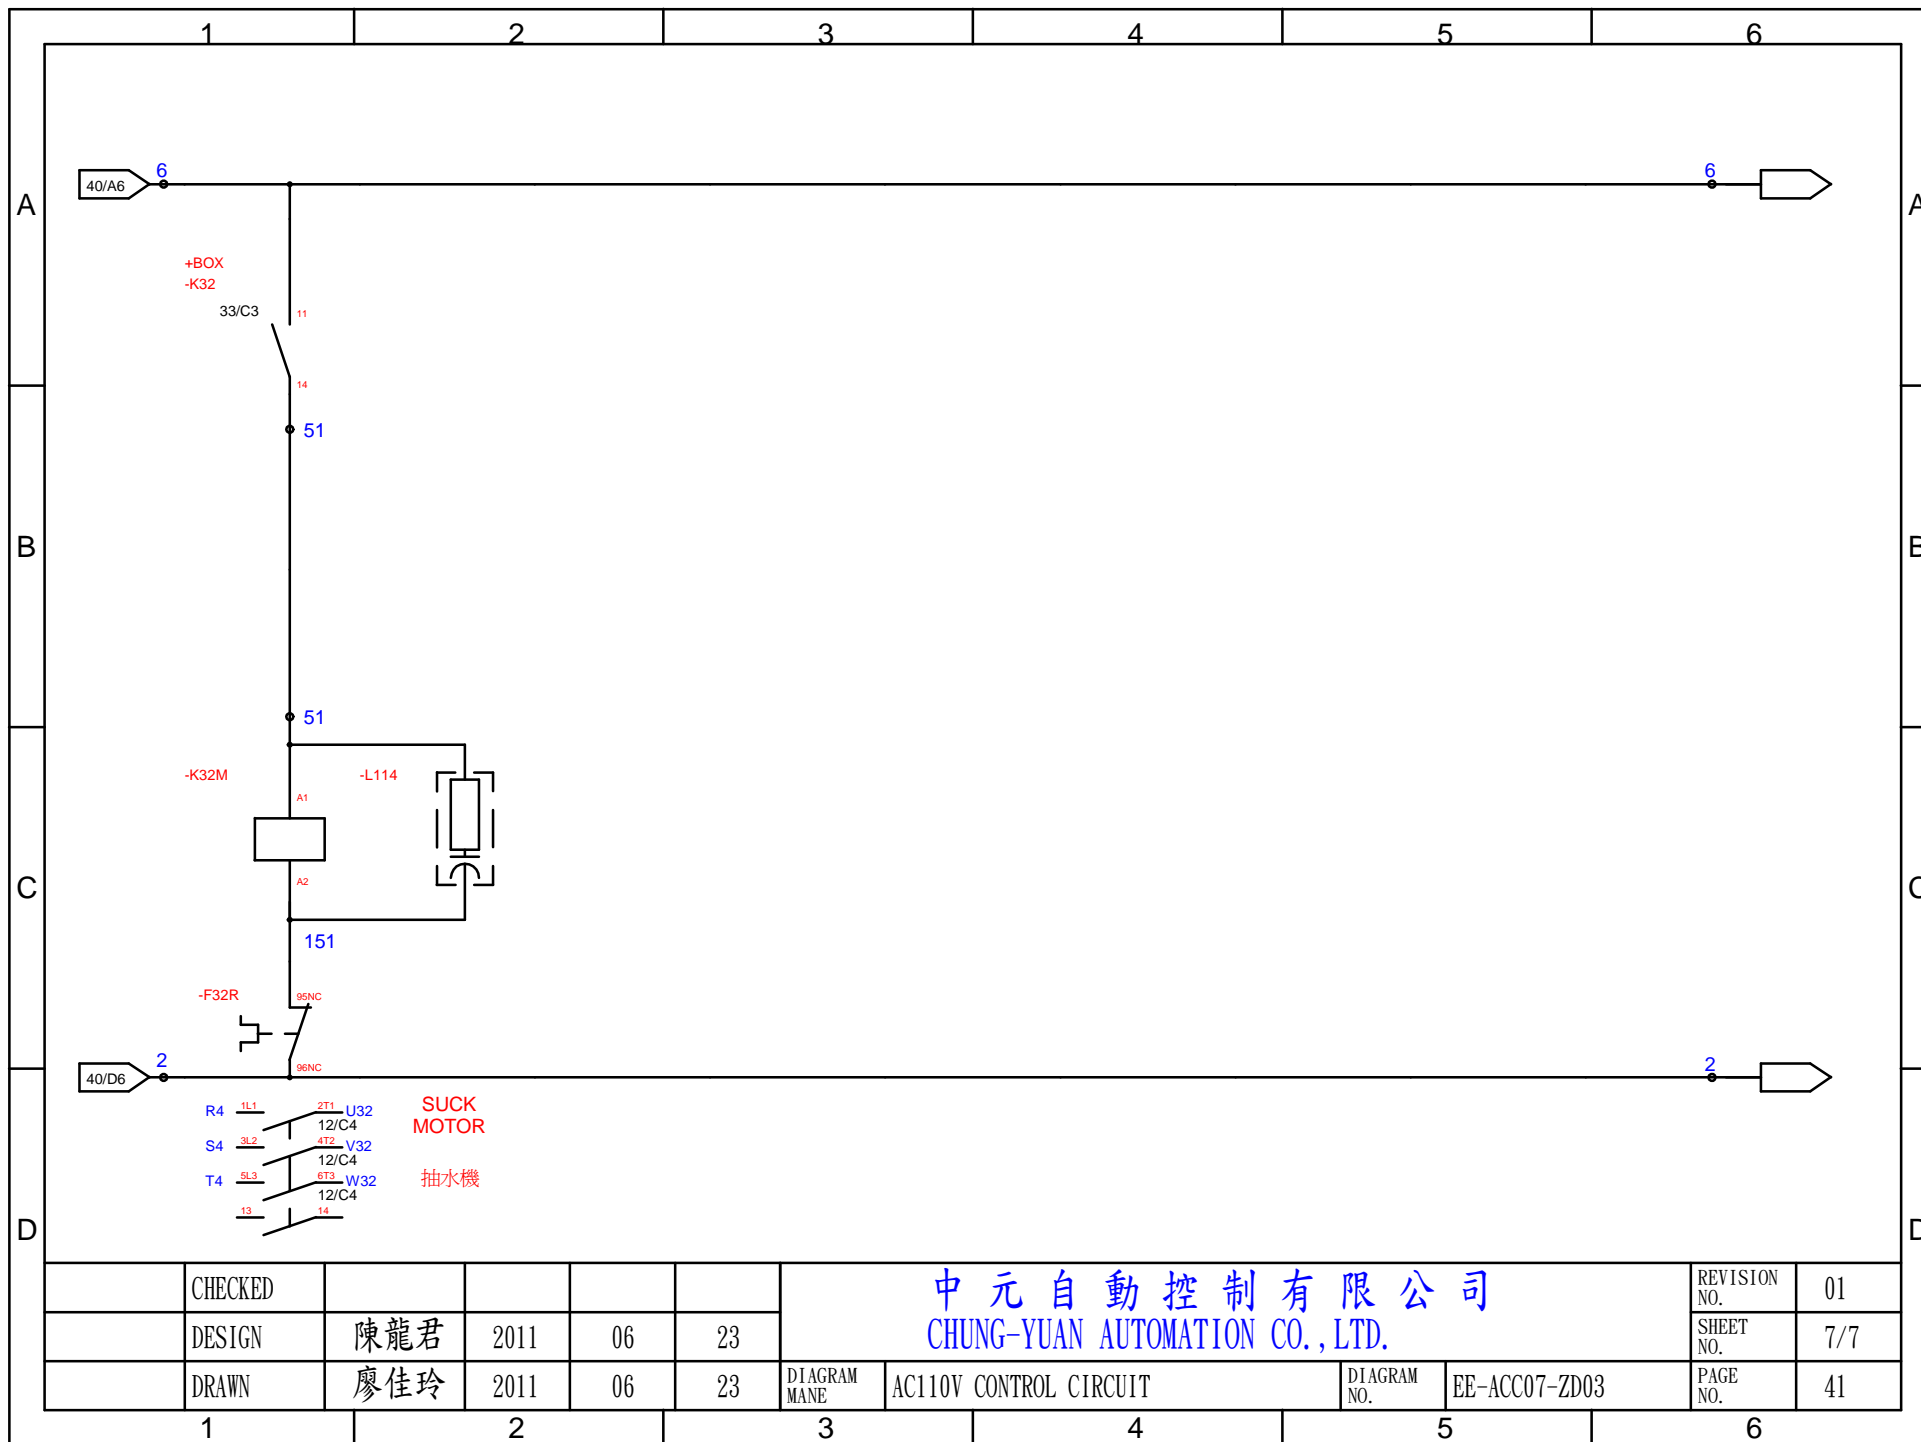 1 2 3 4 5 6
40/A6 6 6
A A
+BOX
-K32
33/C3 11
14
51
B B
51
-K32M -L114
A1
A2
C C
151
-F32R 95NC
96NC
40/D6 2 2
R4 1L1 2T1 U32 SUCK
12/C4 MOTOR
S4 3L2 4T2 V32
12/C4
T4 5L3 6T3 W32 抽水機
12/C4
13 14
D D
CHECKED 中元自動控制有限公司 REVISION NO. 01
DESIGN 陳龍君 2011 06 23 CHUNG-YUAN AUTOMATION CO.,LTD. SHEET NO. 7/7
DRAWN 廖佳玲 2011 06 23 DIAGRAM MANE AC110V CONTROL CIRCUIT DIAGRAM NO. EE-ACC07-ZD03 PAGE NO. 41
1 2 3 4 5 6